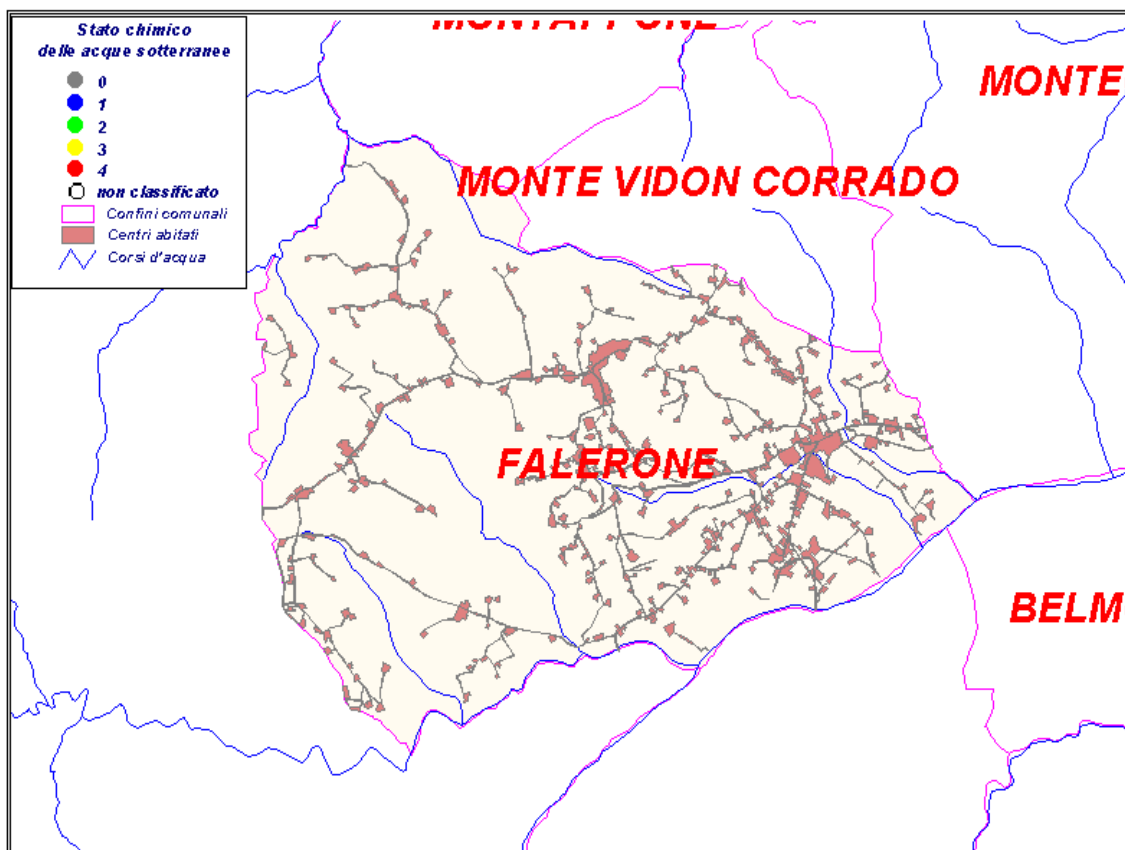 Stato chimico
delle acque sotterranee
0
1
2
3
4
non classificato
Confini comunali
Centri abitati
Corsi d'acqua
MONTE
MONTE VIDON CORRADO
FALERONE
BELM